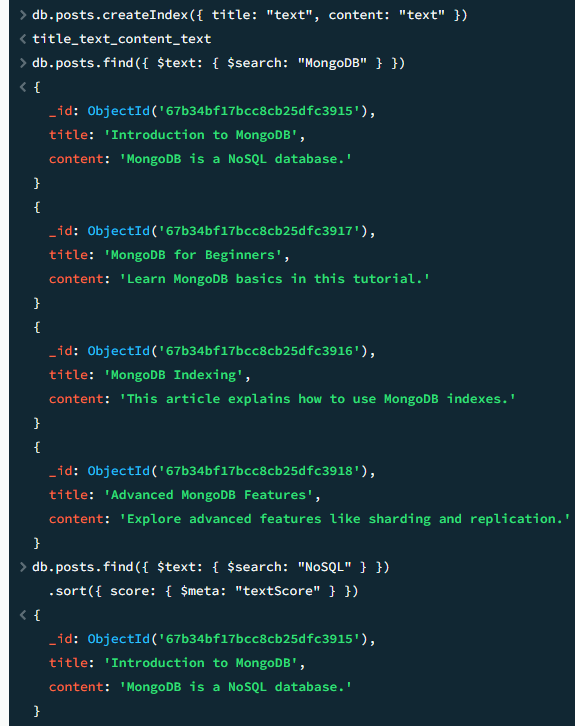 > db.posts.createIndex({ title: "text", content: "text" })
< title_text_content_text
> db.posts.find({ $text: { $search: "MongoDB" } })
< {
_id: ObjectId('67b34bf17bcc8cb25dfc3915'),
title: 'Introduction to MongoDB',
content: 'MongoDB is a NoSQL database.'
}
{
_id: ObjectId('67b34bf17bcc8cb25dfc3917'),
title: 'MongoDB for Beginners',
content: 'Learn MongoDB basics in this tutorial.'
}
{
_id: ObjectId('67b34bf17bcc8cb25dfc3916'),
title: 'MongoDB Indexing',
content: 'This article explains how to use MongoDB indexes.'
}
{
_id: ObjectId('67b34bf17bcc8cb25dfc3918'),
title: 'Advanced MongoDB Features',
content: 'Explore advanced features like sharding and replication.'
}
> db.posts.find({ $text: { $search: "NoSQL" } })
.sort({ score: { $meta: "textScore" } })
< {
_id: ObjectId('67b34bf17bcc8cb25dfc3915'),
title: 'Introduction to MongoDB',
content: 'MongoDB is a NoSQL database.'
}